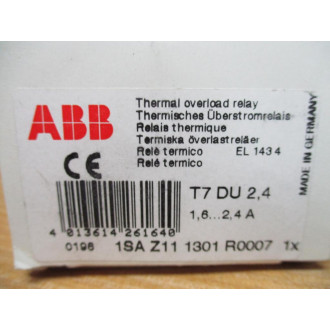 ABB
Thermal overload relay
Thermisches Überstromrelais
Relais thermique
Termiska överlastreläer
Relè termico EL 143 4
Relé termico
CE
MADE IN GERMANY
T7 DU 2,4
1,6...2,4 A
4 013614 261640
0196 1SA Z11 1301 R0007 1x